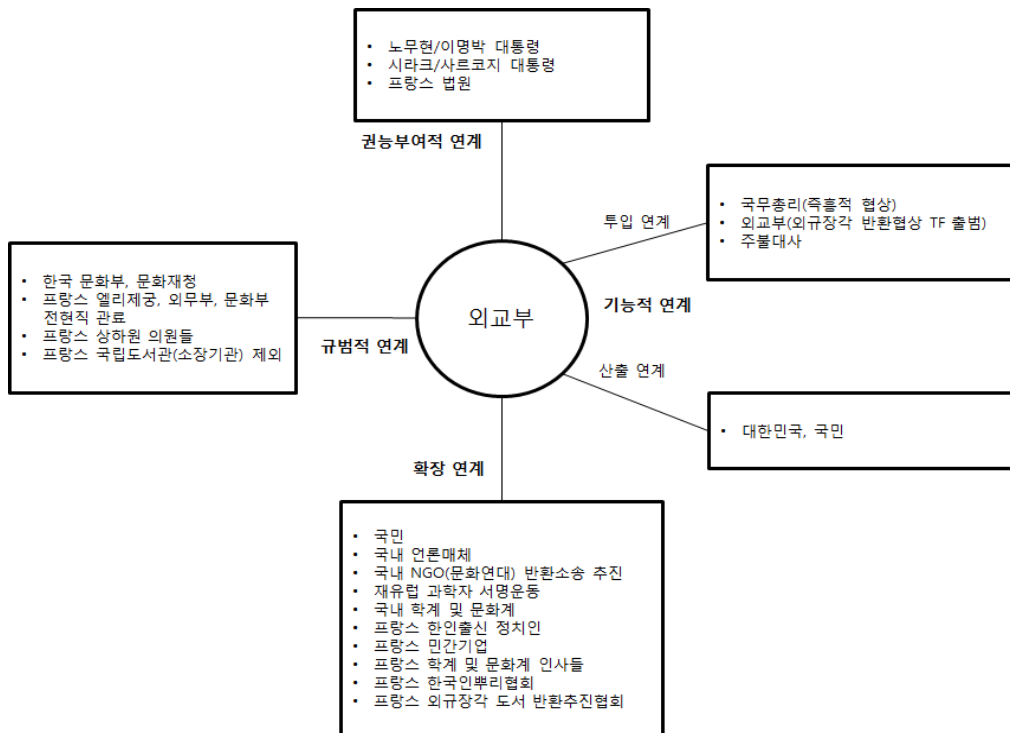 • 노무현/이명박 대통령
• 시라크/사르코지 대통령
• 프랑스 법원
권능부여적 연계
• 국무총리(즉흥적 협상)
• 외교부(외규장각 반환협상 TF 출범)
• 주불대사
투입 연계
• 한국 문화부, 문화재청
• 프랑스 엘리제궁, 외무부, 문화부
전현직 관료
• 프랑스 상하원 의원들
• 프랑스 국립도서관(소장기관) 제외
외교부
기능적 연계
규범적 연계
산출 연계
• 대한민국, 국민
확장 연계
• 국민
• 국내 언론매체
• 국내 NGO(문화연대) 반환소송 추진
• 재유럽 과학자 서명운동
• 국내 학계 및 문화계
• 프랑스 한인출신 정치인
• 프랑스 민간기업
• 프랑스 학계 및 문화계 인사들
• 프랑스 한국인뿌리협회
• 프랑스 외규장각 도서 반환추진협회